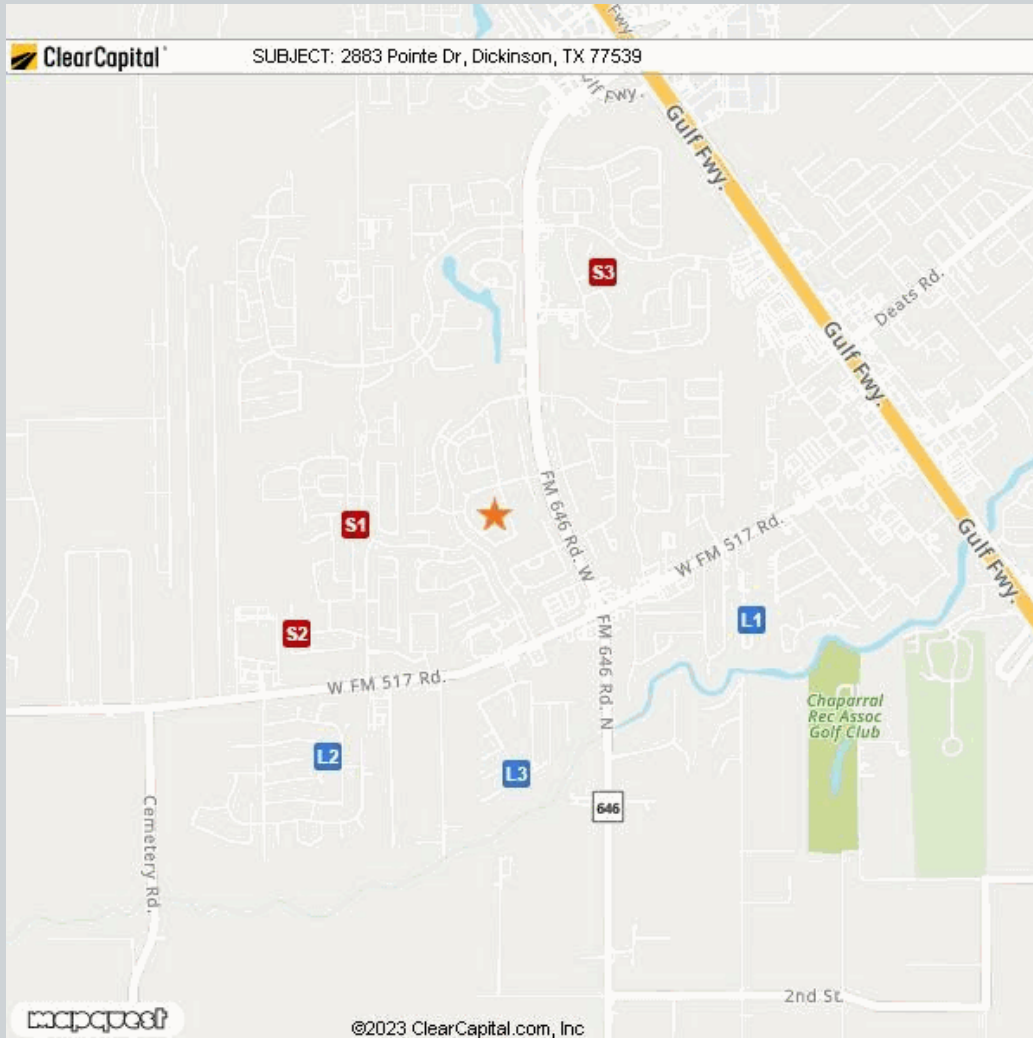 Fwy.
ClearCapital
SUBJECT: 2883 Pointe Dr, Dickinson, TX 77539
Fwy.
Gulf Fwy.
S3
Deats Rd.
Gulf Fwy.
FM 646 Rd. W
S1
W FM 517 Rd.
Gulf Fwy.
L1
S2
FM 646 Rd. N
W FM 517 Rd.
Chaparral
Rec Assoc
Golf Club
L2
L3
646
Cemetery Rd.
2nd St.
mapquest
©2023 ClearCapital.com, Inc